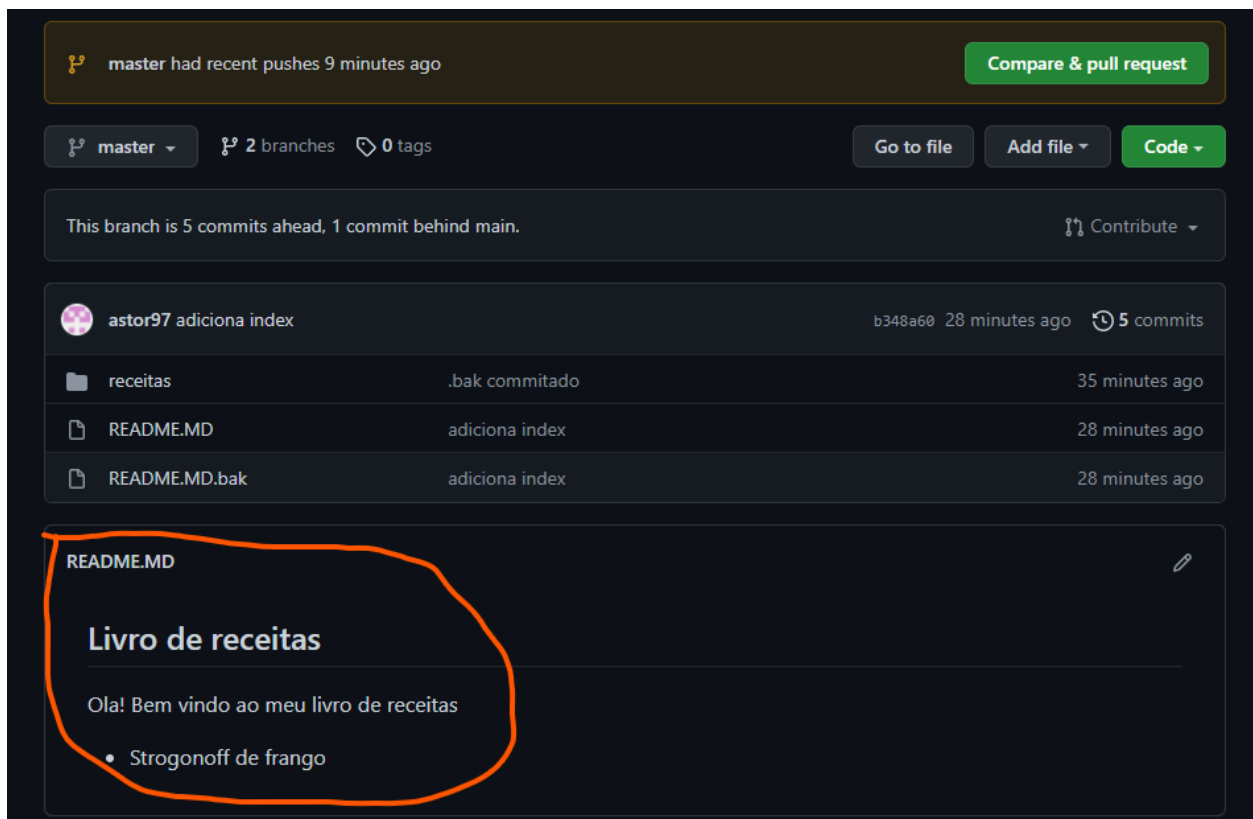 master had recent pushes 9 minutes ago Compare & pull request
master 2 branches 0 tags Go to file Add file Code
This branch is 5 commits ahead, 1 commit behind main. Contribute
astor97 adiciona index b348a60 28 minutes ago 5 commits
receitas .bak commitado 35 minutes ago
README.MD adiciona index 28 minutes ago
README.MD.bak adiciona index 28 minutes ago
README.MD
Livro de receitas
Ola! Bem vindo ao meu livro de receitas
• Strogonoff de frango